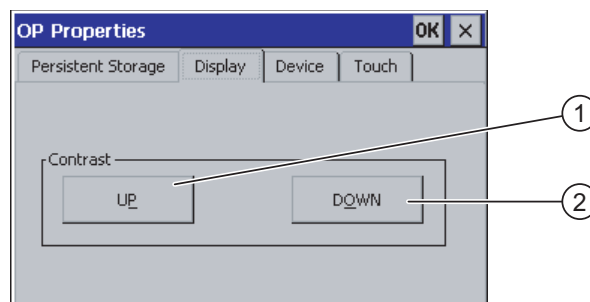 OP Properties OK ×
Persistent Storage Display Device Touch
1
Contrast
UP DOWN
2